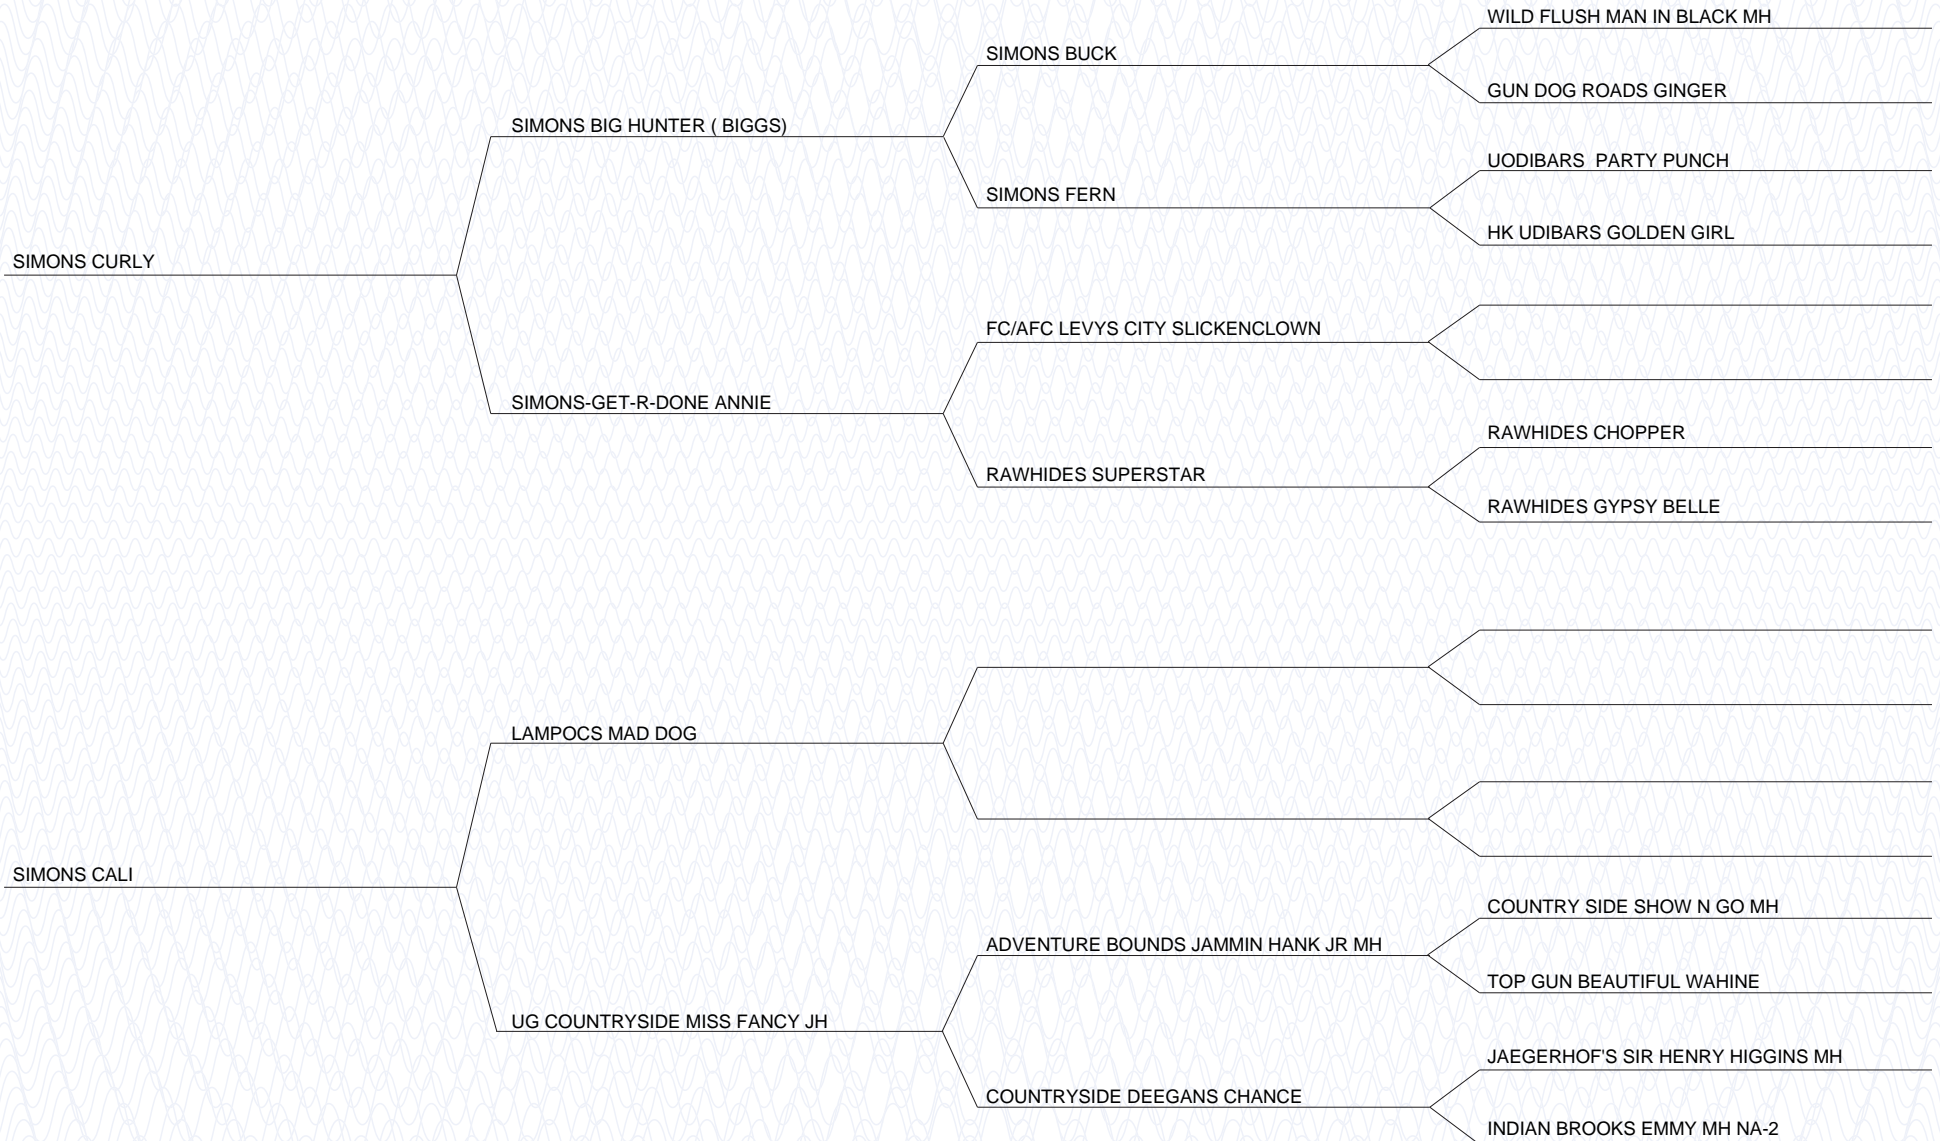 WILD FLUSH MAN IN BLACK MH
SIMONS BUCK
GUN DOG ROADS GINGER
SIMONS BIG HUNTER ( BIGGS)
UODIBARS  PARTY PUNCH
SIMONS FERN
HK UDIBARS GOLDEN GIRL
SIMONS CURLY
FC/AFC LEVYS CITY SLICKENCLOWN
SIMONS-GET-R-DONE ANNIE
RAWHIDES CHOPPER
RAWHIDES SUPERSTAR
RAWHIDES GYPSY BELLE
LAMPOCS MAD DOG
SIMONS CALI
COUNTRY SIDE SHOW N GO MH
ADVENTURE BOUNDS JAMMIN HANK JR MH
TOP GUN BEAUTIFUL WAHINE
UG COUNTRYSIDE MISS FANCY JH
JAEGERHOF'S SIR HENRY HIGGINS MH
COUNTRYSIDE DEEGANS CHANCE
INDIAN BROOKS EMMY MH NA-2